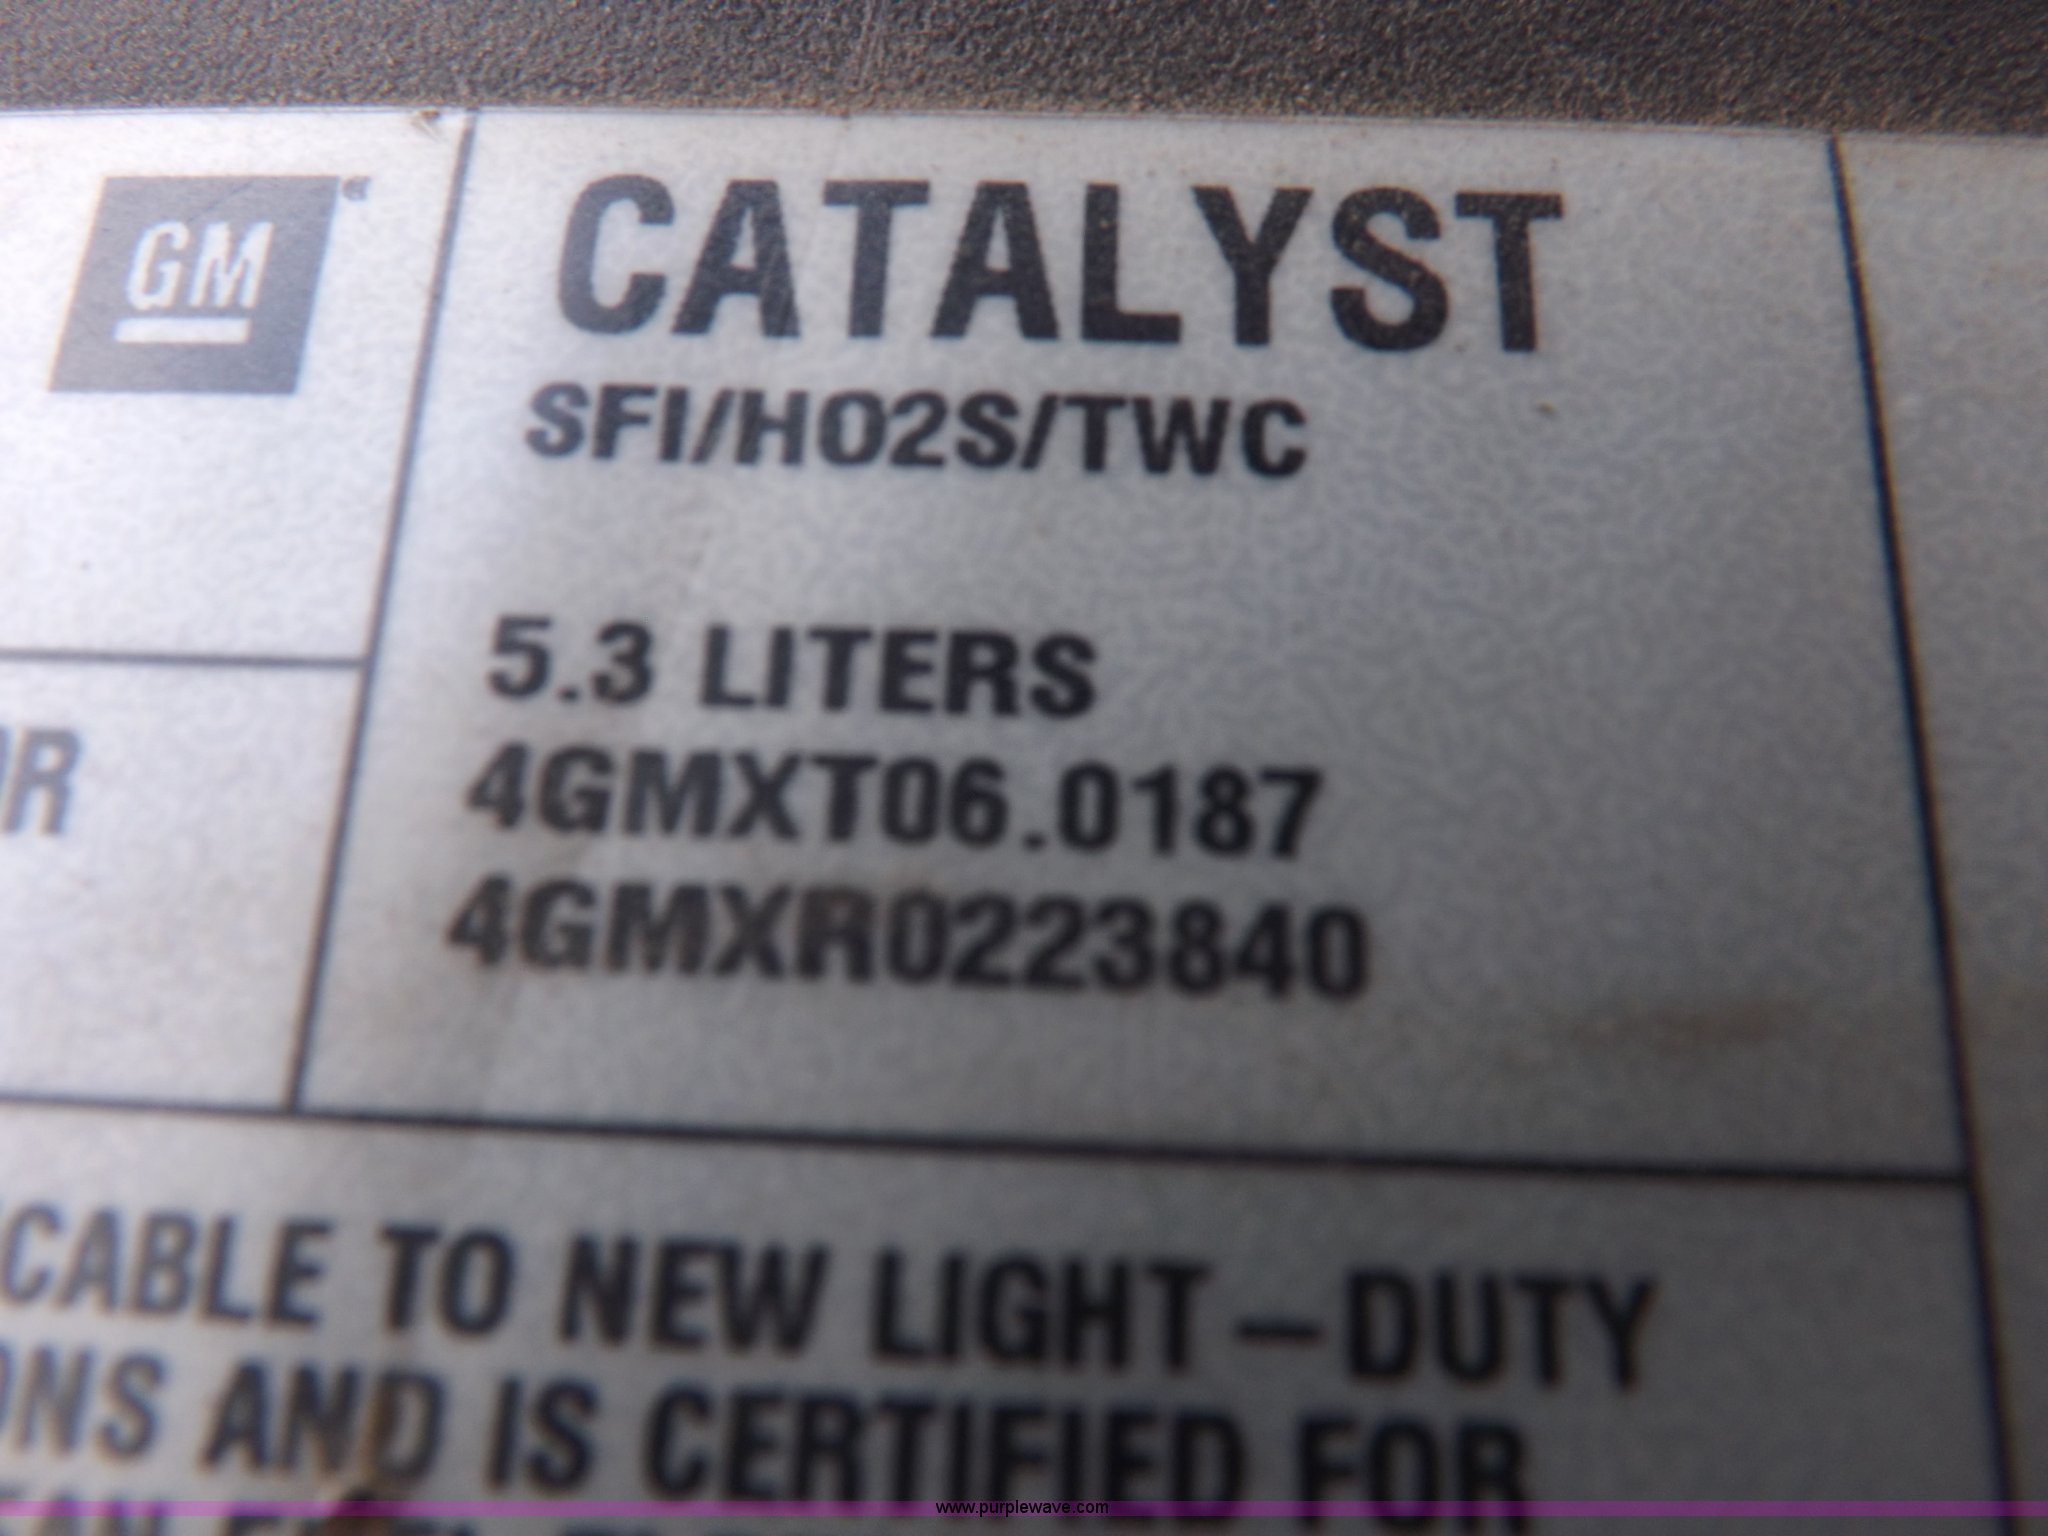 GM
CATALYST
SFI/HO2S/TWC
5.3 LITERS
4GMXT06.0187
OR
4GMXR0223840
CABLE TO NEW LIGHT-DUTY
ONS AND IS CERTIFIED FOR
www.purplewave.com